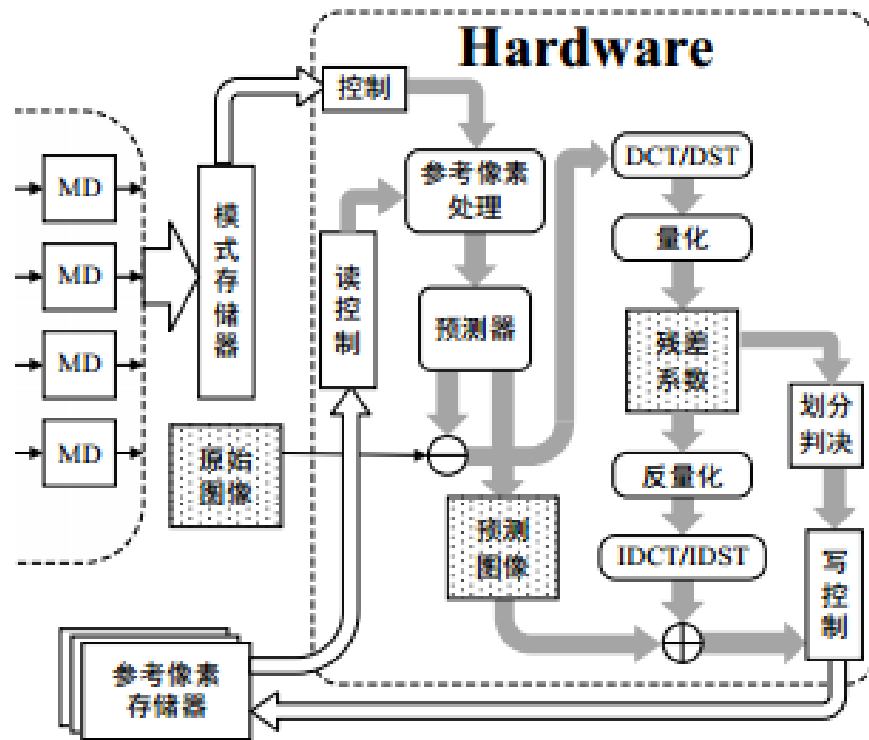 Hardware
控制
MD
MD
MD
MD
模式存储器
读控制
参考像素
处理
预测器
DCT/DST
量化
残差
系数
划分
判决
原始
图像
反量化
预测
图像
IDCT/IDST
写控制
参考像素
存储器